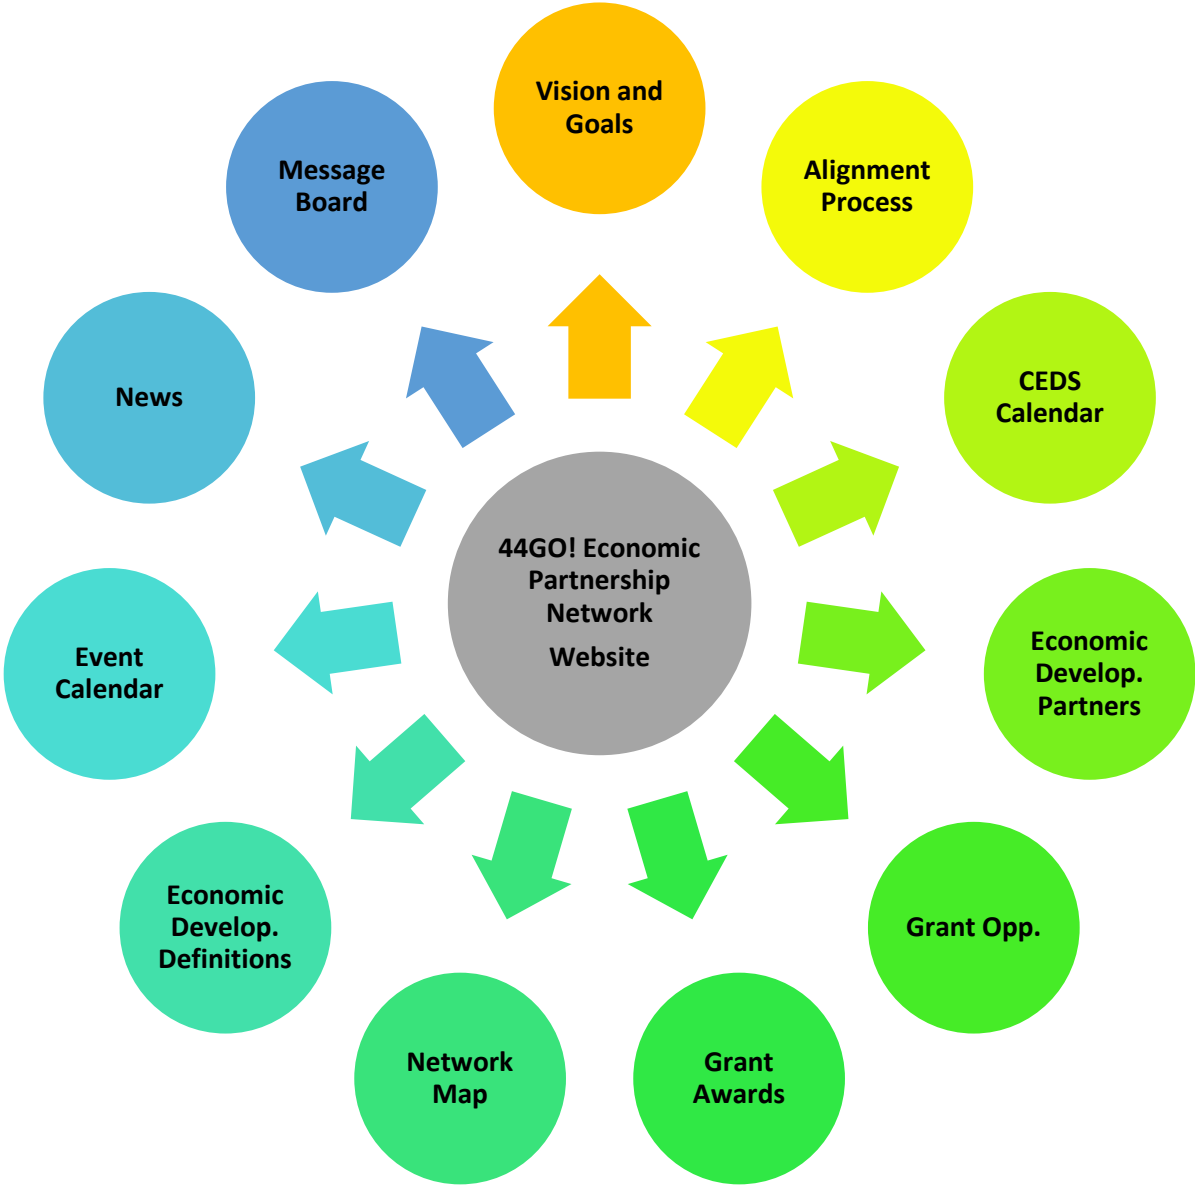 Vision and
Goals
Alignment
Process
CEDS
Calendar
Economic
Develop.
Partners
Grant Opp.
Grant
Awards
Network
Map
Economic
Develop.
Definitions
Event
Calendar
News
Message
Board
44GO! Economic
Partnership
Network
Website